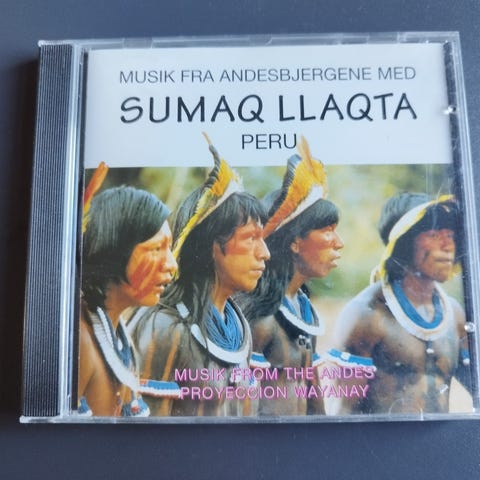 MUSIK FRA ANDESBJERGENE MED
SUMAQ LLAQTA
PERU
MUSIK FROM THE ANDES
PROYECCION WAYANAY